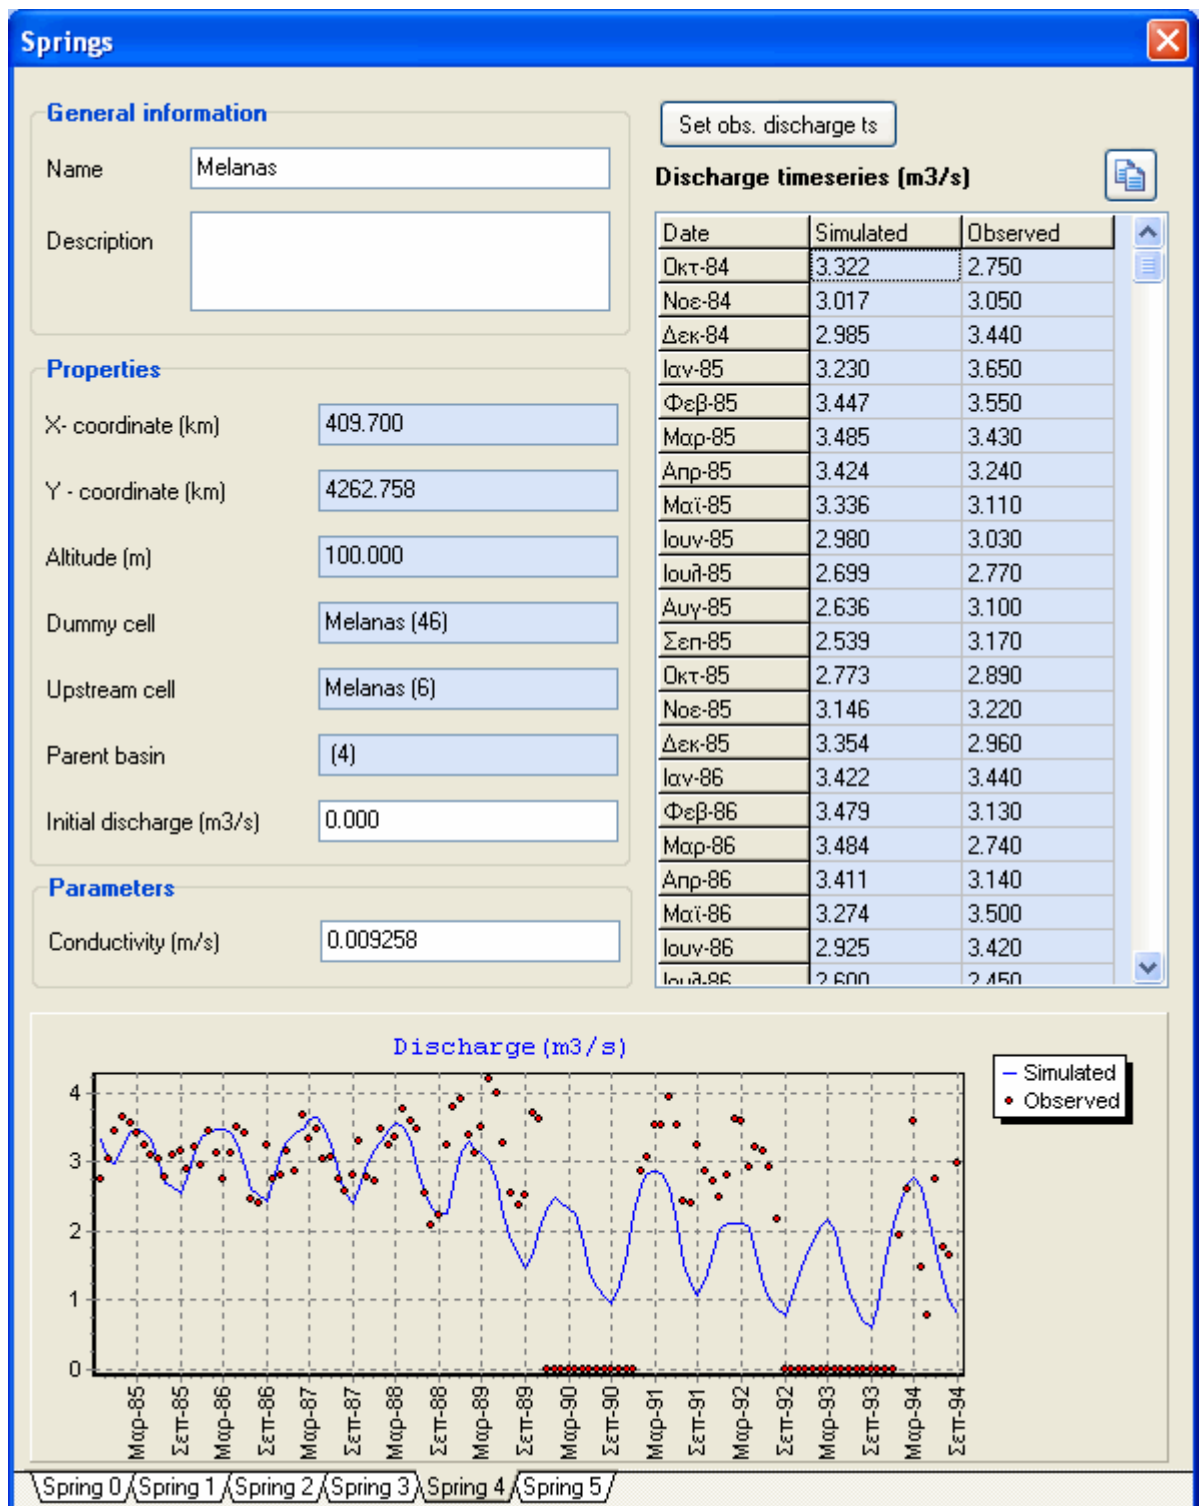 Springs
General information
Name Melanas
Description
Properties
X- coordinate (km) 409.700
Y - coordinate (km) 4262.758
Altitude (m) 100.000
Dummy cell Melanas (46)
Upstream cell Melanas (6)
Parent basin (4)
Initial discharge (m3/s) 0.000
Parameters
Conductivity (m/s) 0.009258
Set obs. discharge ts
Discharge timeseries (m3/s)
Date Simulated Observed
Οκτ-84 3.322 2.750
Νοε-84 3.017 3.050
Δεκ-84 2.985 3.440
Ιαν-85 3.230 3.650
Φεβ-85 3.447 3.550
Μαρ-85 3.485 3.430
Απρ-85 3.424 3.240
Μαϊ-85 3.336 3.110
Ιουν-85 2.980 3.030
Ιουλ-85 2.699 2.770
Αυγ-85 2.636 3.100
Σεπ-85 2.539 3.170
Οκτ-85 2.773 2.890
Νοε-85 3.146 3.220
Δεκ-85 3.354 2.960
Ιαν-86 3.422 3.440
Φεβ-86 3.479 3.130
Μαρ-86 3.484 2.740
Απρ-86 3.411 3.140
Μαϊ-86 3.274 3.500
Ιουν-86 2.925 3.420
Ιουλ-86 2.600 2.450
Discharge(m3/s)
Simulated
Observed
4
3
2
1
0
Μαρ-85 Σεπ-85 Μαρ-86 Σεπ-86 Μαρ-87 Σεπ-87 Μαρ-88 Σεπ-88 Μαρ-89 Σεπ-89 Μαρ-90 Σεπ-90 Μαρ-91 Σεπ-91 Μαρ-92 Σεπ-92 Μαρ-93 Σεπ-93 Μαρ-94 Σεπ-94
Spring 0 Spring 1 Spring 2 Spring 3 Spring 4 Spring 5